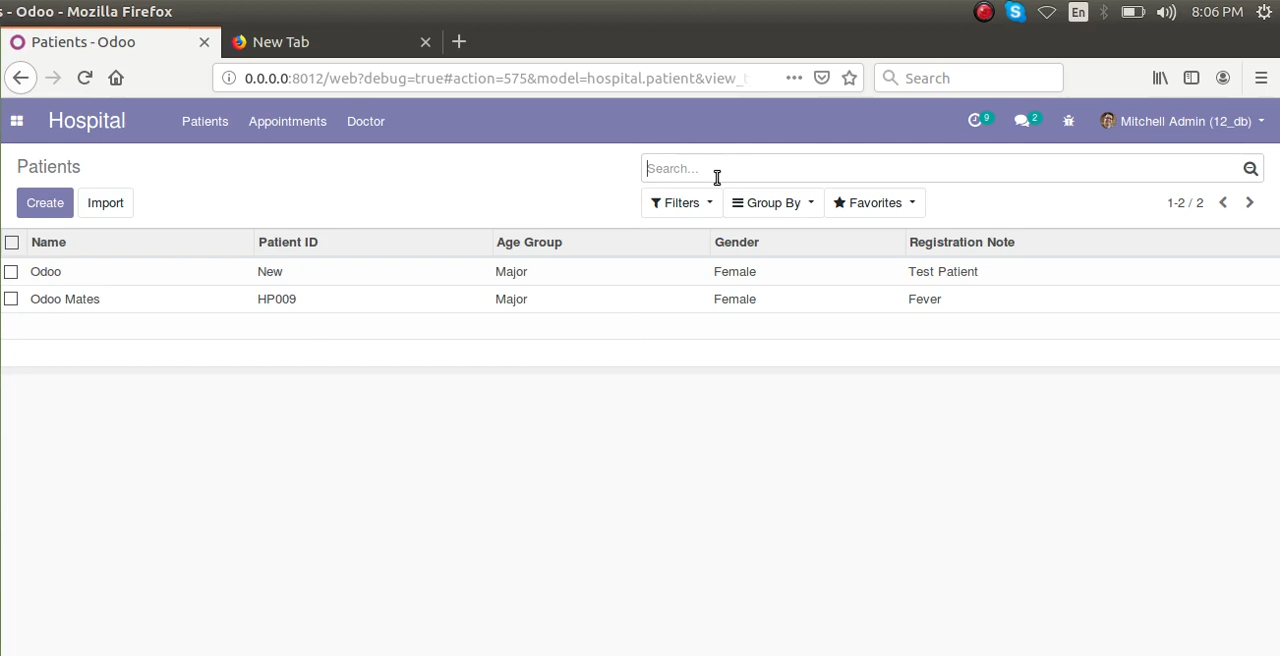 s - Odoo - Mozilla Firefox En 8:06 PM
Patients - Odoo New Tab
0.0.0.0:8012/web?debug=true#action=575&model=hospital.patient&view_ Search
Hospital Patients Appointments Doctor 9 2 Mitchell Admin (12_db)
Patients Search...
Create Import Filters Group By Favorites 1-2 / 2
Name Patient ID Age Group Gender Registration Note
Odoo New Major Female Test Patient
Odoo Mates HP009 Major Female Fever